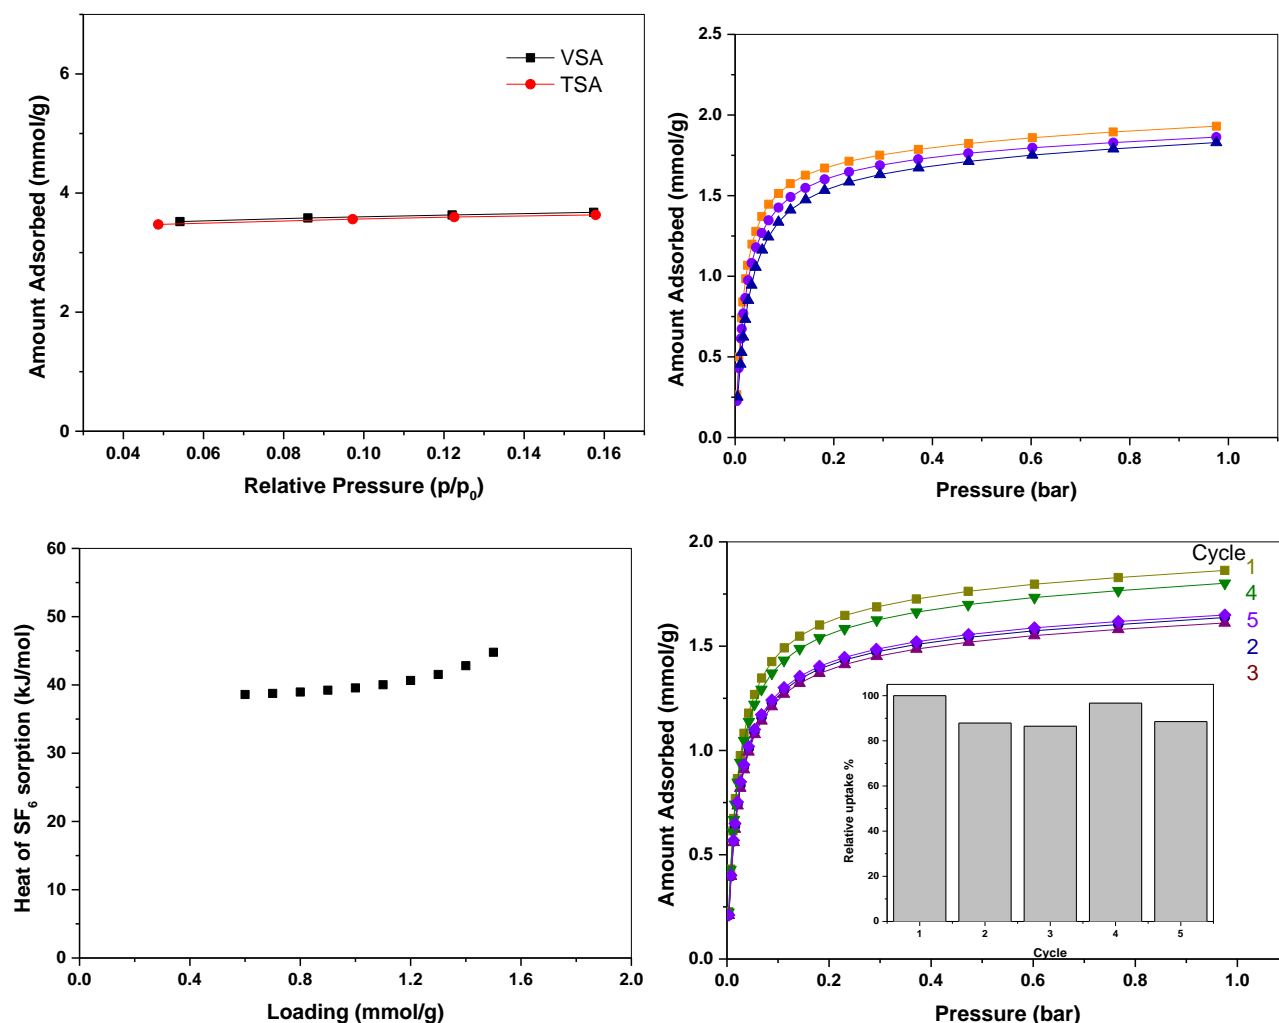 Amount Adsorbed (mmol/g)
6
4
2
0
VSA
TSA
0.04 0.06 0.08 0.10 0.12 0.14 0.16
Relative Pressure (p/p₀)
Amount Adsorbed (mmol/g)
2.5
2.0
1.5
1.0
0.5
0.0
0.0 0.2 0.4 0.6 0.8 1.0
Pressure (bar)
Heat of SF₆ sorption (kJ/mol)
60
50
40
30
20
10
0
0.0 0.4 0.8 1.2 1.6 2.0
Loading (mmol/g)
Amount Adsorbed (mmol/g)
2.0
1.5
1.0
0.5
0.0
Cycle
1
4
5
2
3
Relative uptake %
100
80
60
40
20
0
1 2 3 4 5
Cycle
0.0 0.2 0.4 0.6 0.8 1.0
Pressure (bar)